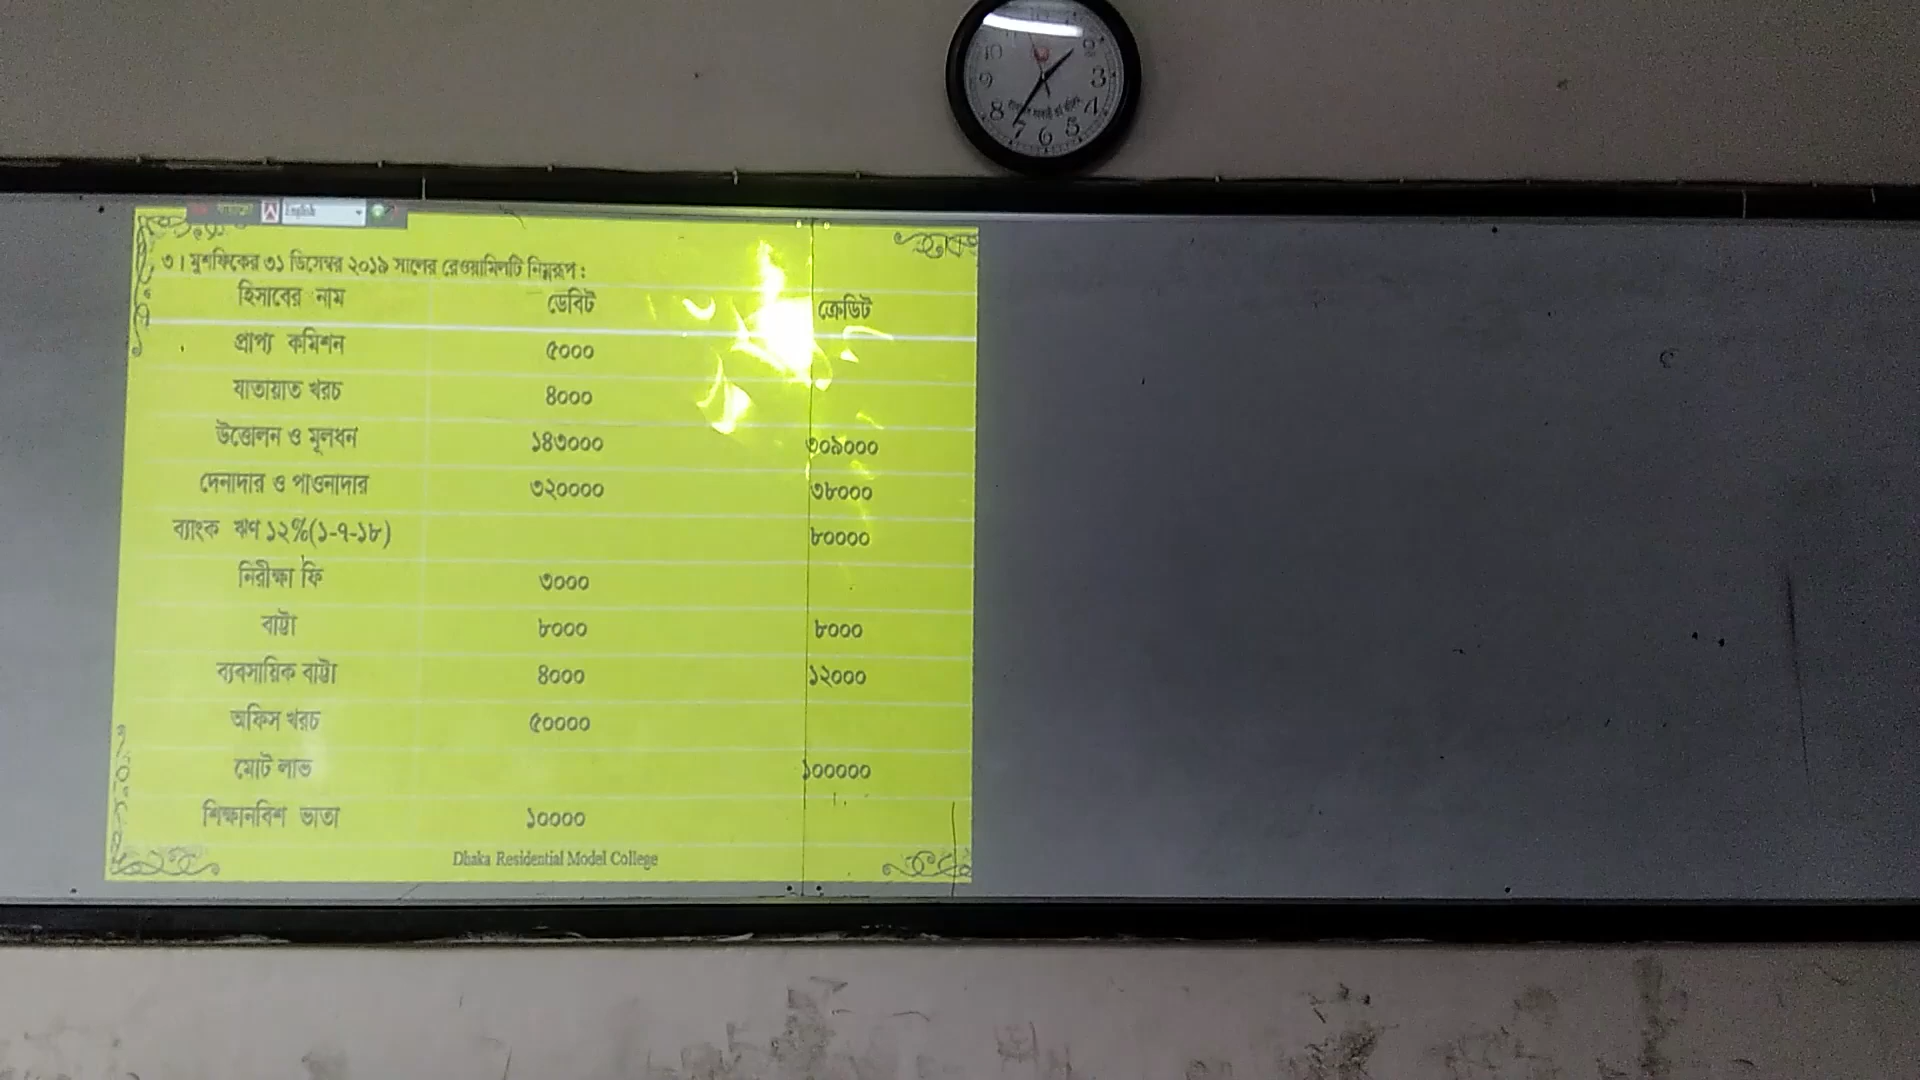 English
৩। মুশফিকের ৩১ ডিসেম্বর ২০১৯ সালের রেওয়ামিলটি নিম্নরূপ :
হিসাবের নাম ডেবিট ক্রেডিট
প্রাপ্য কমিশন ৫০০০
যাতায়াত খরচ ৪০০০
উত্তোলন ও মূলধন ১৪৩০০০ ৩০৯০০০
দেনাদার ও পাওনাদার ৩২০০০০ ৩৮০০০
ব্যাংক ঋণ ১২%(১-৭-১৮) ৮০০০০
নিরীক্ষা ফি ৩০০০
বাট্টা ৮০০০ ৮০০০
ব্যবসায়িক বাট্টা ৪০০০ ১২০০০
অফিস খরচ ৫০০০০
মোট লাভ ১০০০০০
শিক্ষানবিশ ভাতা ১০০০০
Dhaka Residential Model College